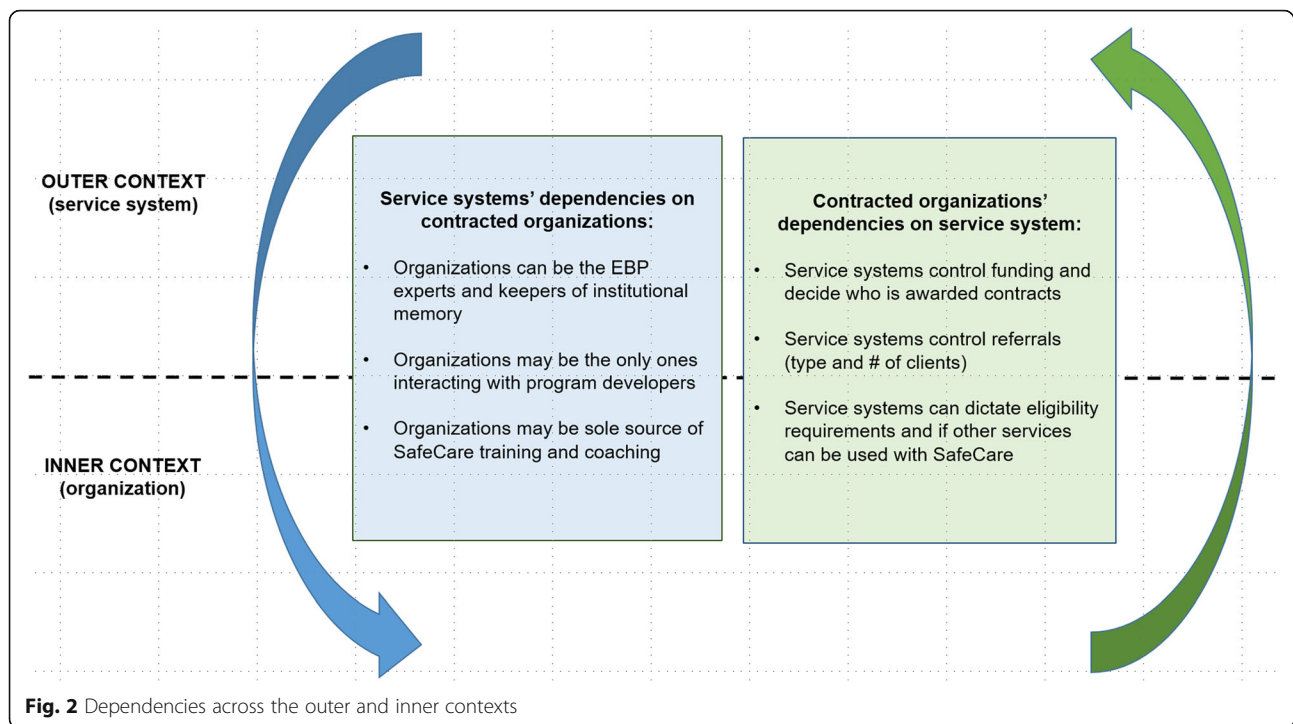 OUTER CONTEXT
(service system)
INNER CONTEXT
(organization)
Service systems' dependencies on
contracted organizations:
• Organizations can be the EBP
experts and keepers of institutional
memory
• Organizations may be the only ones
interacting with program developers
• Organizations may be sole source of
SafeCare training and coaching
Contracted organizations'
dependencies on service system:
• Service systems control funding and
decide who is awarded contracts
• Service systems control referrals
(type and # of clients)
• Service systems can dictate eligibility
requirements and if other services
can be used with SafeCare
Fig. 2 Dependencies across the outer and inner contexts